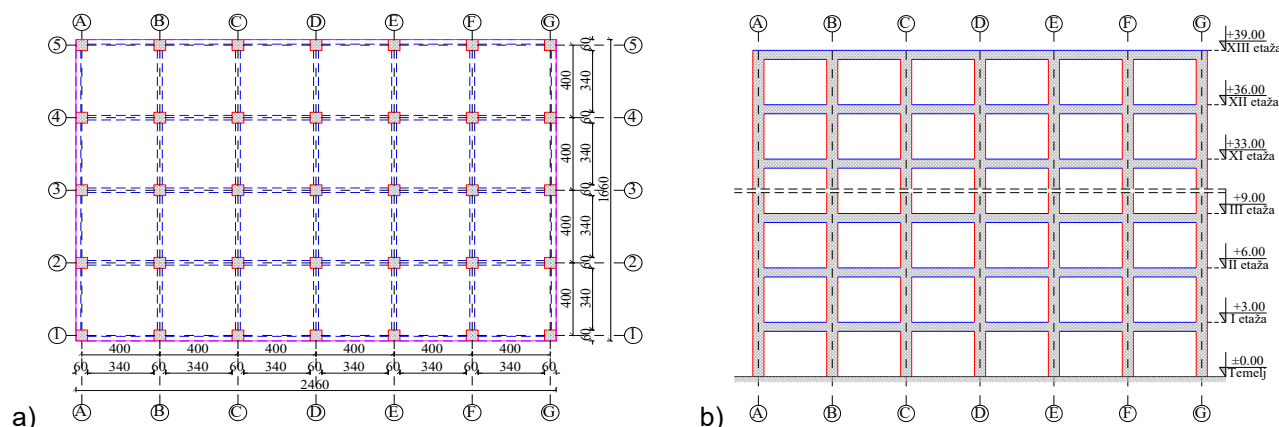 A B C D E F G
5 5
4 4
3 3
2 2
1 1
60 400 340 60 400 340 60 400 340 60 400 340 60
1660
400 400 400 400 400 400
60 340 60 340 60 340 60 340 60 340 60 340 60
2460
A B C D E F G
a)
A B C D E F G
+39.00
XIII etaža
+36.00
XII etaža
+33.00
XI etaža
+9.00
III etaža
+6.00
II etaža
+3.00
I etaža
±0.00
Temelj
A B C D E F G
b)